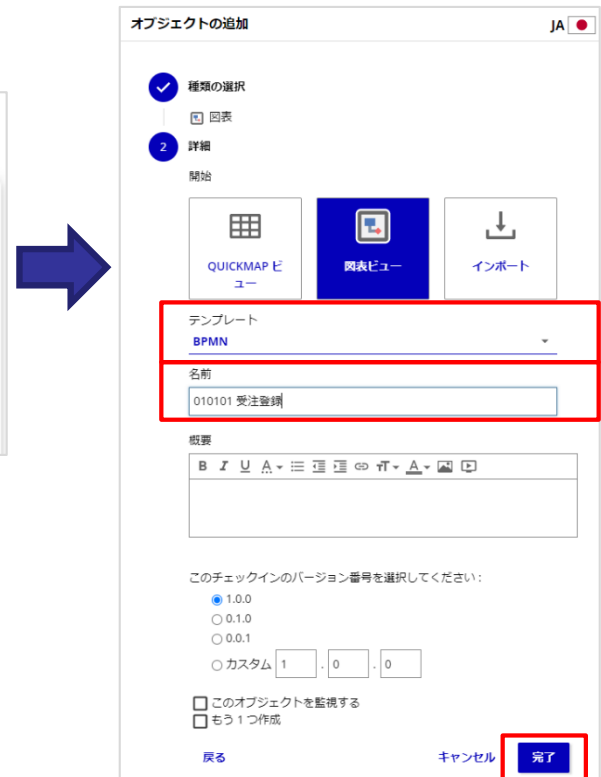 オブジェクトの追加
JA
種類の選択
図表
2 詳細
開始
QUICKMAP ビ
ュー
図表ビュー
インポート
テンプレート
BPMN
名前
010101 受注登録
概要
B I U A T A
このチェックインのバージョン番号を選択してください:
1.0.0
0.1.0
0.0.1
カスタム 1 . 0 . 0
このオブジェクトを監視する
もう 1 つ作成
戻る キャンセル 完了